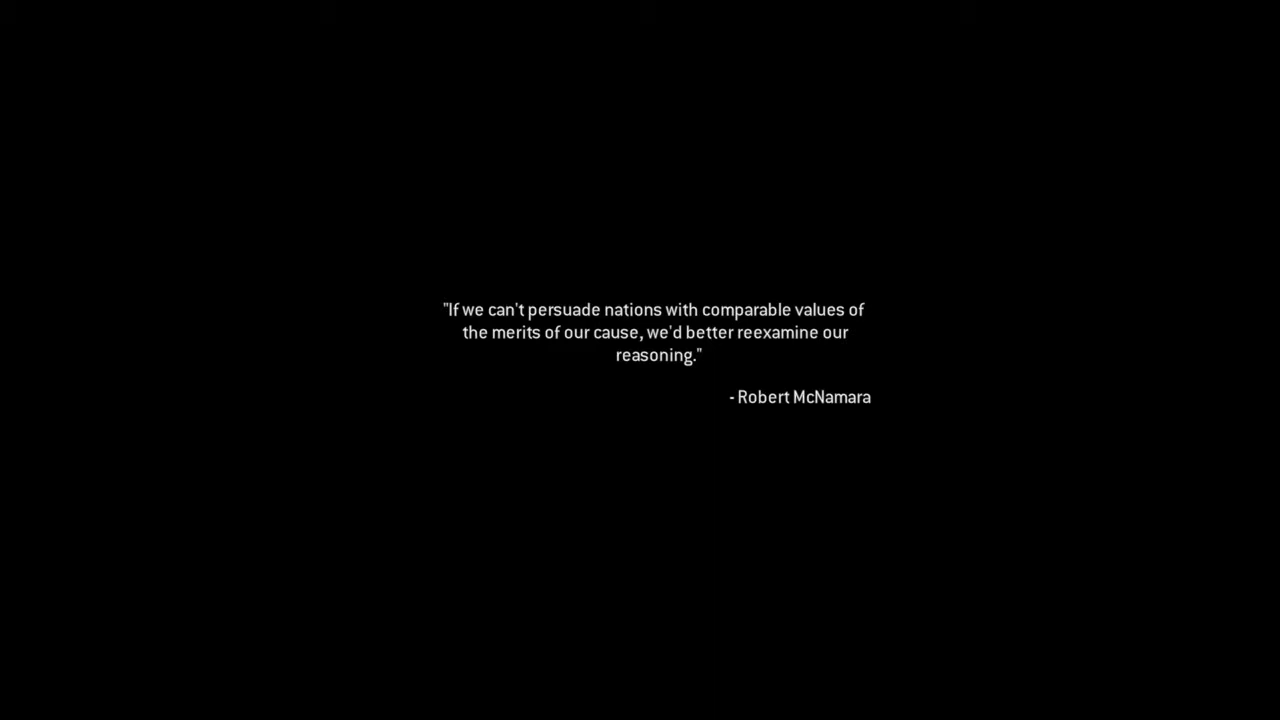 "If we can't persuade nations with comparable values of
the merits of our cause, we'd better reexamine our
reasoning."
- Robert McNamara